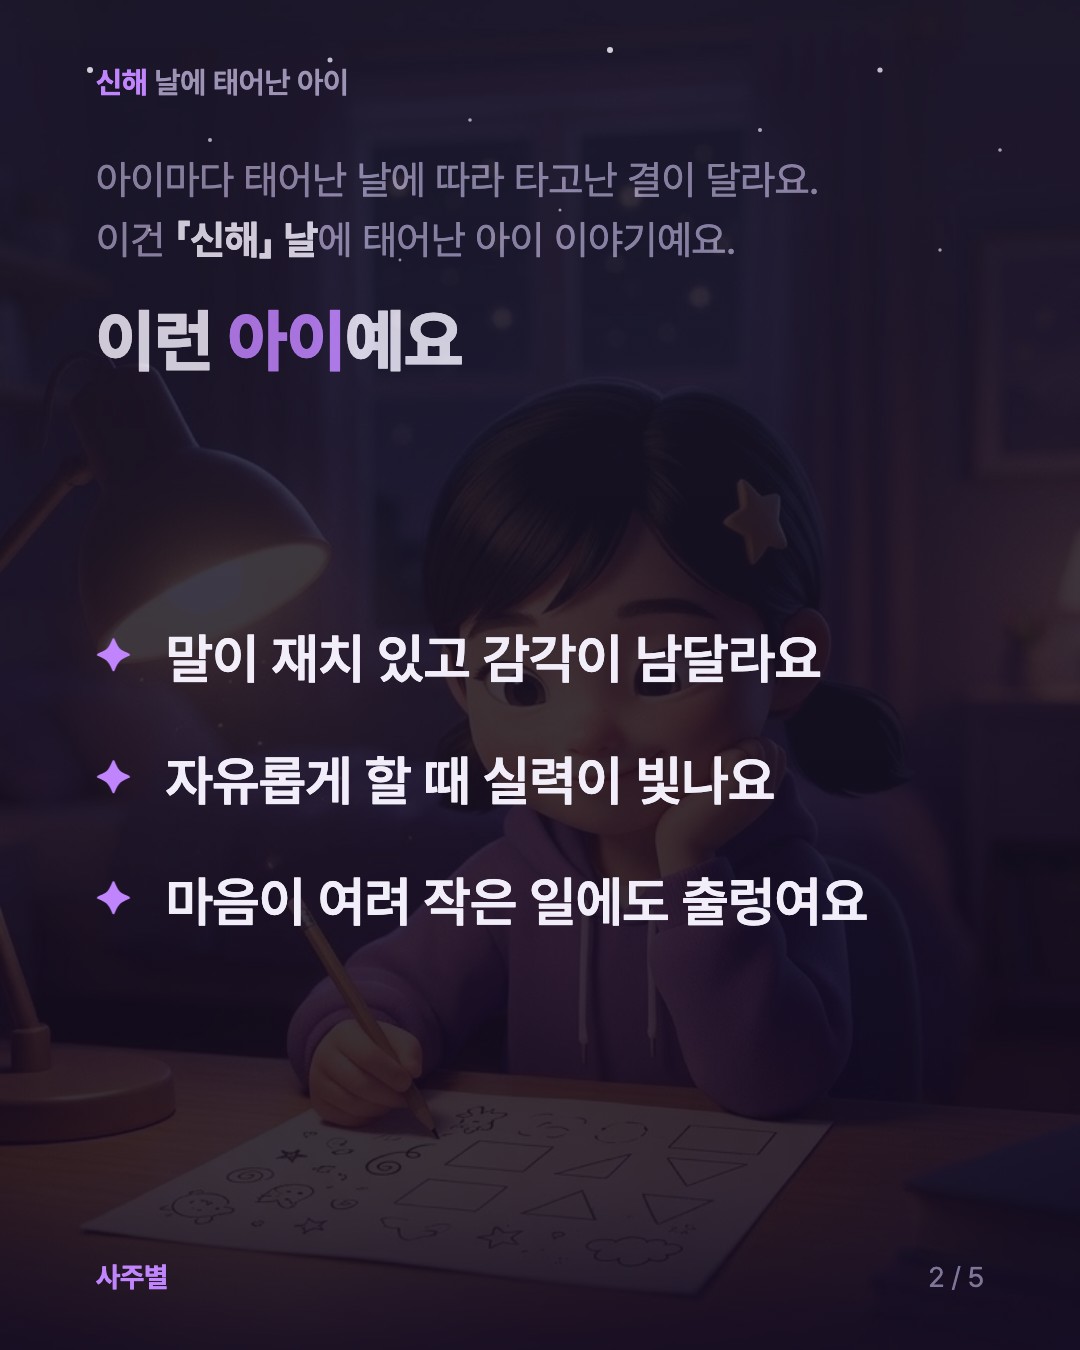 신해 날에 태어난 아이
아이마다 태어난 날에 따라 타고난 결이 달라요.
이건 「신해」 날에 태어난 아이 이야기예요.
이런 아이예요
말이 재치 있고 감각이 남달라요
자유롭게 할 때 실력이 빛나요
마음이 여려 작은 일에도 출렁여요
사주별
2 / 5